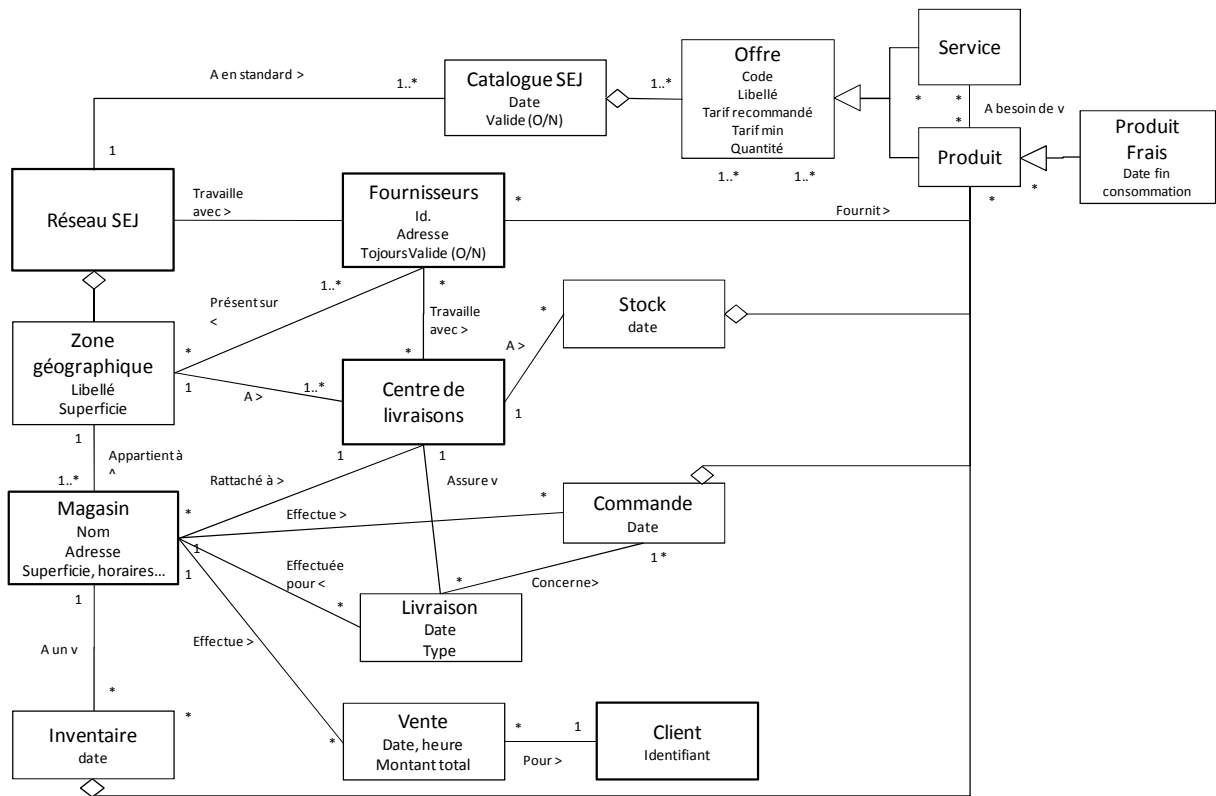 Service
Offre
Code
Libellé
Tarif recommandé
Tarif min
Quantité
Catalogue SEJ
Date
Valide (O/N)
A en standard >
1..*
1..*
*
*
A besoin de v
*
Produit
Produit
Frais
Date fin
consommation
1
1..*
1..*
*
*
Réseau SEJ
Travaille
avec >
Fournisseurs
Id.
Adresse
TojoursValide (O/N)
*
Fournit >
1..*
*
Présent sur
<
Travaille
avec >
*
Stock
date
Zone
géographique
Libellé
Superficie
*
*
A >
1
A >
1..*
Centre de
livraisons
1
1
Appartient à
^
1..*
1
1
Rattaché à >
Assure v
*
Commande
Date
Magasin
Nom
Adresse
Superficie, horaires...
*
Effectue >
1
1
1 *
Effectuée
pour <
*
*
Concerne>
Livraison
Date
Type
1
A un v
Effectue >
*
*
Inventaire
date
*
Vente
Date, heure
Montant total
*
Pour >
1
Client
Identifiant